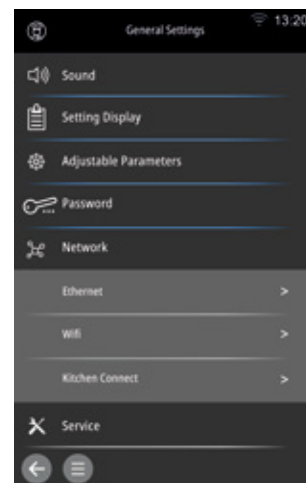 General Settings
13:20
Sound
Setting Display
Adjustable Parameters
Password
Network
Ethernet >
Wifi >
Kitchen Connect >
Service